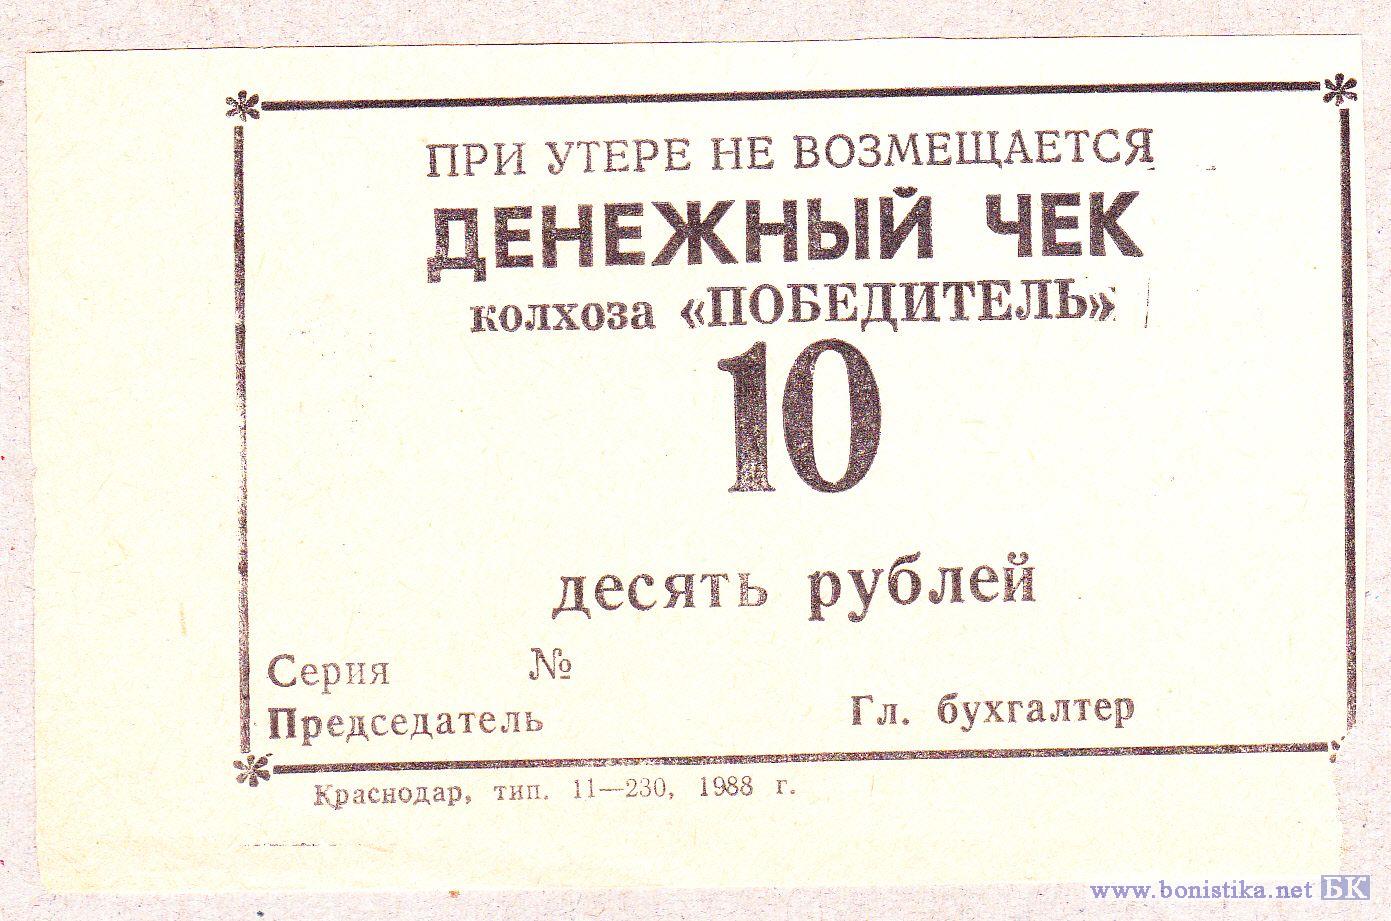 ПРИ УТЕРЕ НЕ ВОЗМЕЩАЕТСЯ
ДЕНЕЖНЫЙ ЧЕК
колхоза «ПОБЕДИТЕЛЬ»
10
десять рублей
Серия №
Председатель Гл. бухгалтер
Краснодар, тип. 11—230, 1988 г.
www.bonistika.net БК